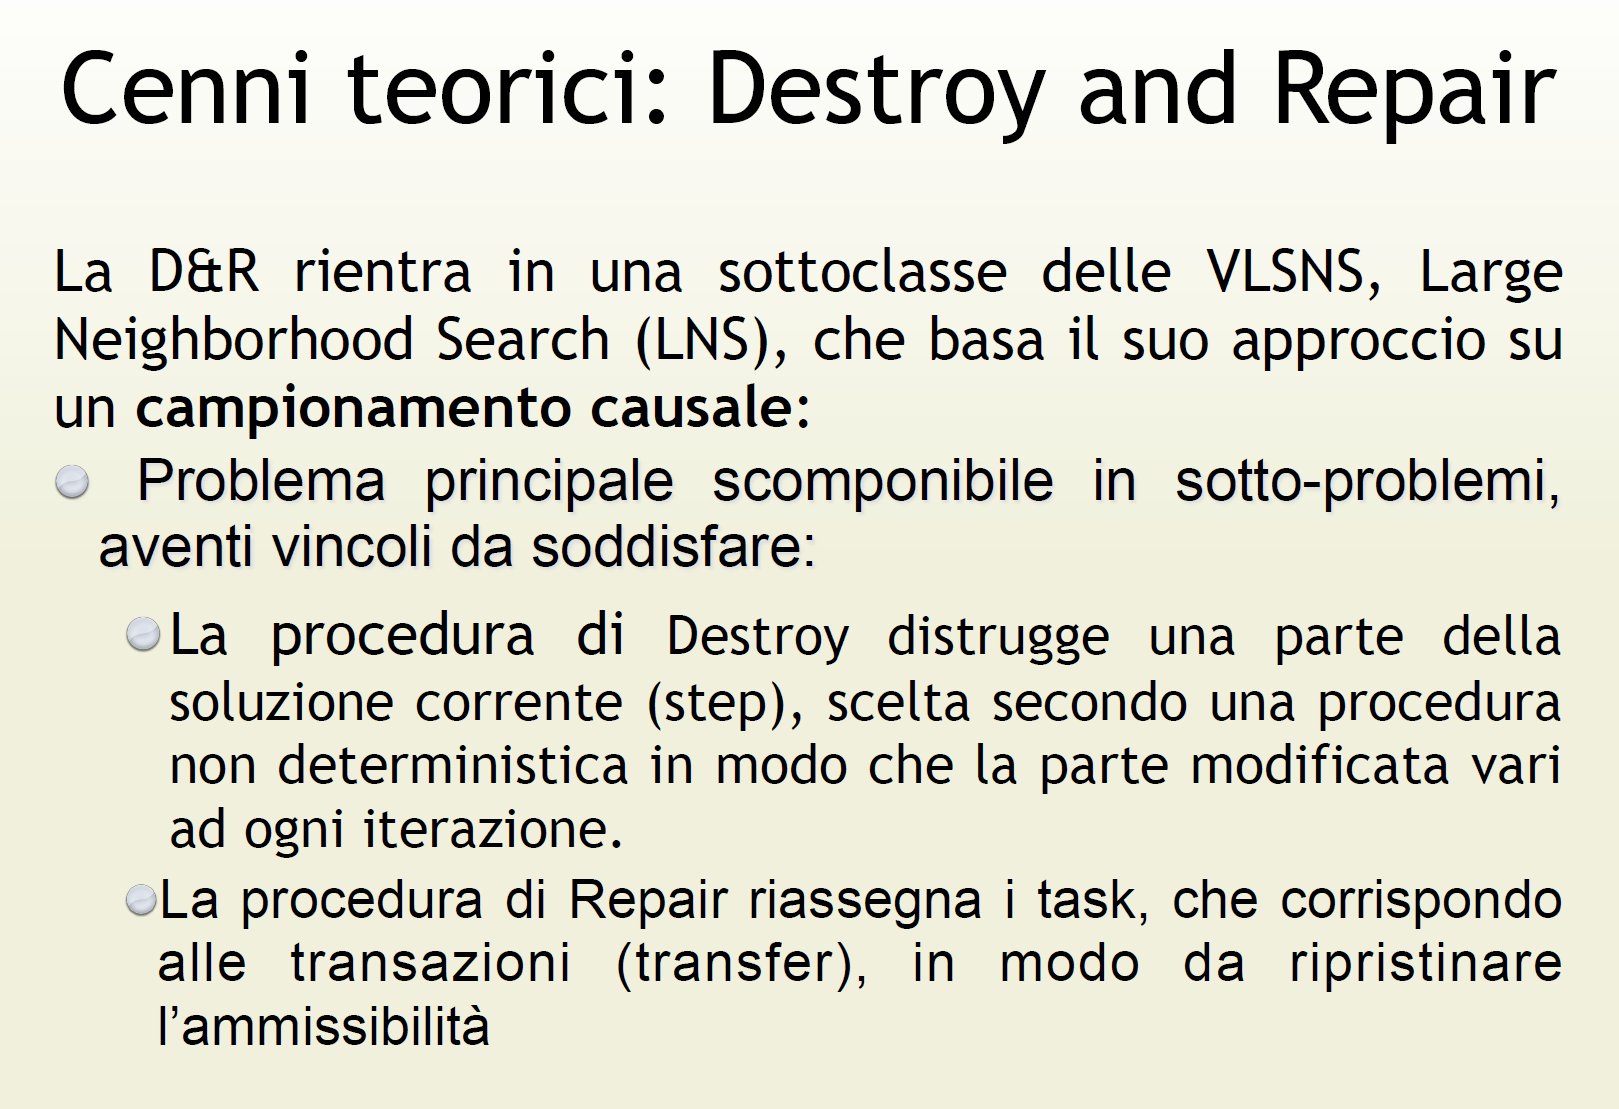 Cenni teorici: Destroy and Repair
La D&R rientra in una sottoclasse delle VLSNS, Large
Neighborhood Search (LNS), che basa il suo approccio su
un campionamento causale:
Problema principale scomponibile in sotto-problemi,
aventi vincoli da soddisfare:
La procedura di Destroy distrugge una parte della
soluzione corrente (step), scelta secondo una procedura
non deterministica in modo che la parte modificata vari
ad ogni iterazione.
La procedura di Repair riassegna i task, che corrispondo
alle transazioni (transfer), in modo da ripristinare
l’ammissibilità